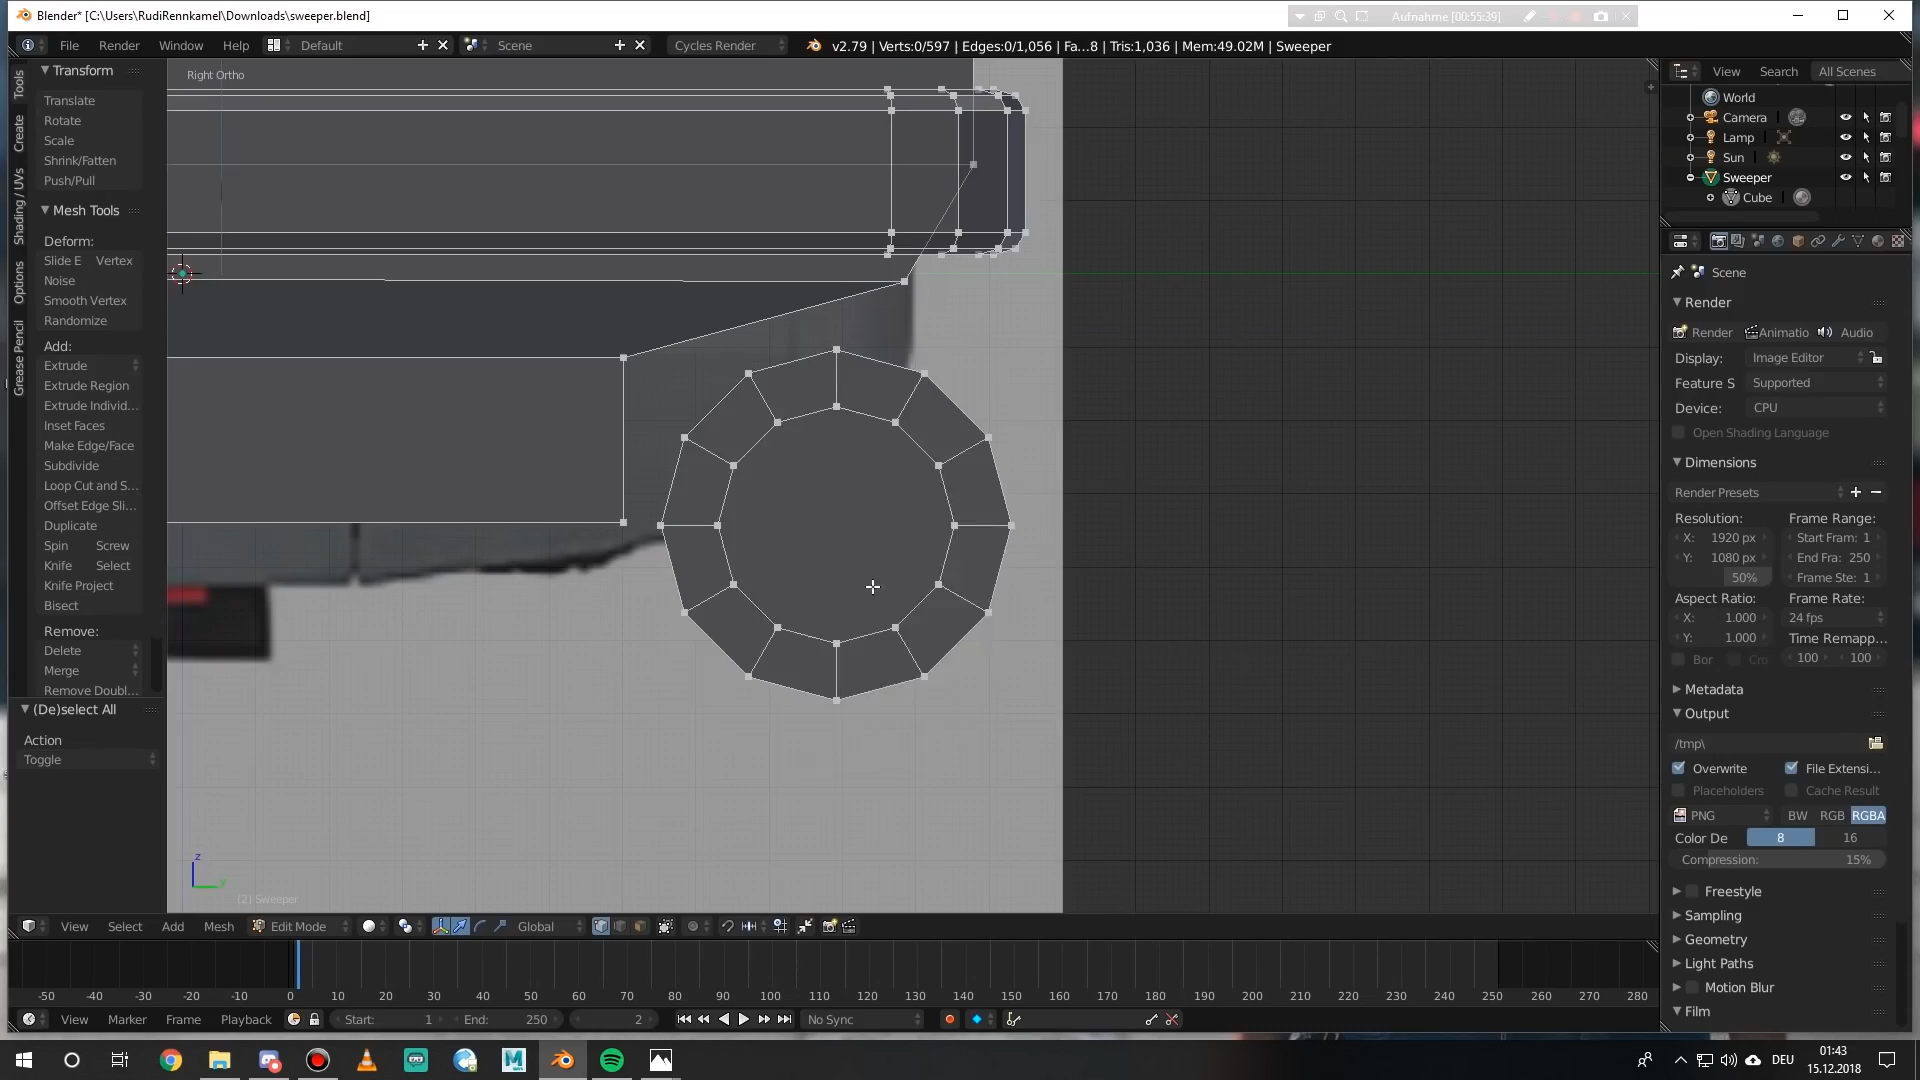 Blender* [C:\Users\RudiRennkamel\Downloads\sweeper.blend]
Aufnahme [00:55:39]
File Render Window Help Default Scene Cycles Render v2.79 | Verts:0/597 | Edges:0/1,056 | Fa...8 | Tris:1,036 | Mem:49.02M | Sweeper
Tools
Create
Shading / UVs
Options
Grease Pencil
Transform
Translate
Rotate
Scale
Shrink/Fatten
Push/Pull
Mesh Tools
Deform:
Slide E Vertex
Noise
Smooth Vertex
Randomize
Add:
Extrude
Extrude Region
Extrude Individ...
Inset Faces
Make Edge/Face
Subdivide
Loop Cut and S...
Offset Edge Sli...
Duplicate
Spin Screw
Knife Select
Knife Project
Bisect
Remove:
Delete
Merge
Remove Doubl...
(De)select All
Action
Toggle
Right Ortho
z
y
(2) Sweeper
View Search All Scenes
World
Camera
Lamp
Sun
Sweeper
Cube
Scene
Render
Render Animatio Audio
Display: Image Editor
Feature S Supported
Device: CPU
Open Shading Language
Dimensions
Render Presets
Resolution: Frame Range:
X: 1920 px Start Fram: 1
Y: 1080 px End Fra: 250
50% Frame Ste: 1
Aspect Ratio: Frame Rate:
X: 1.000 24 fps
Y: 1.000 Time Remapp...
Bor Cro 100 100
Metadata
Output
/tmp\
Overwrite File Extensi...
Placeholders Cache Result
PNG BW RGB RGBA
Color De 8 16
Compression: 15%
Freestyle
Sampling
Geometry
Light Paths
Motion Blur
Film
View Select Add Mesh Edit Mode Global
-50 -40 -30 -20 -10 0 10 20 30 40 50 60 70 80 90 100 110 120 130 140 150 160 170 180 190 200 210 220 230 240 250 260 270 280
View Marker Frame Playback Start: 1 End: 250 2 No Sync
DEU
01:43
15.12.2018